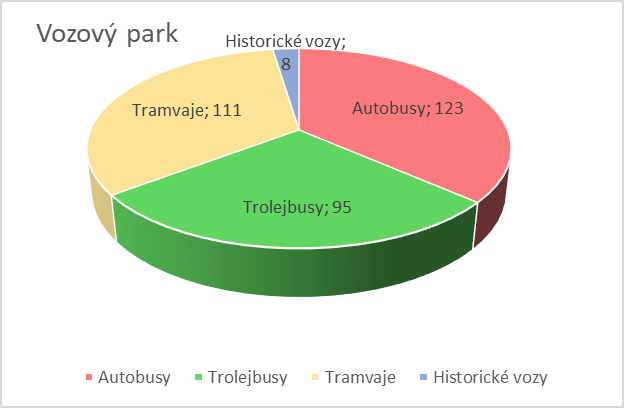 Vozový park
Historické vozy;
8
Autobusy; 123
Tramvaje; 111
Trolejbusy; 95
Autobusy
Trolejbusy
Tramvaje
Historické vozy